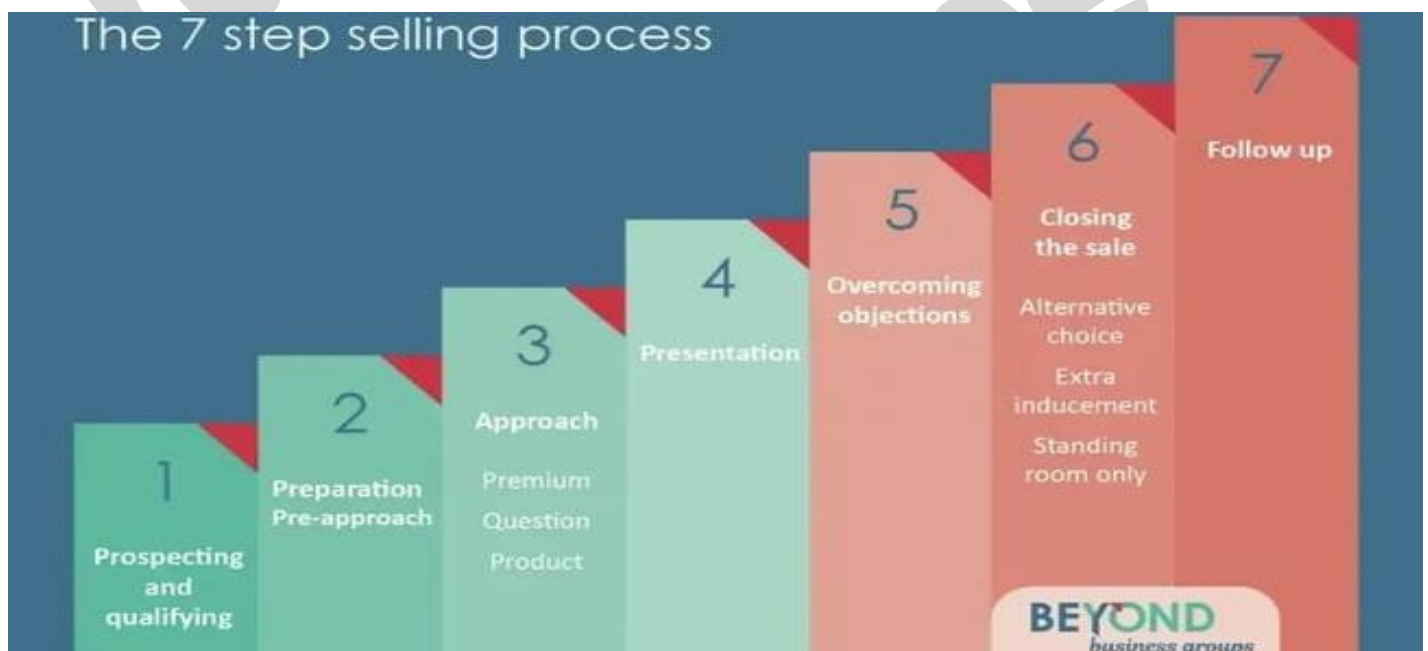 The 7 step selling process
1
Prospecting
and
qualifying
2
Preparation
Pre-approach
3
Approach
Premium
Question
Product
4
Presentation
5
Overcoming
objections
6
Closing
the sale
Alternative
choice
Extra
inducement
Standing
room only
7
Follow up
BEYOND
business groups